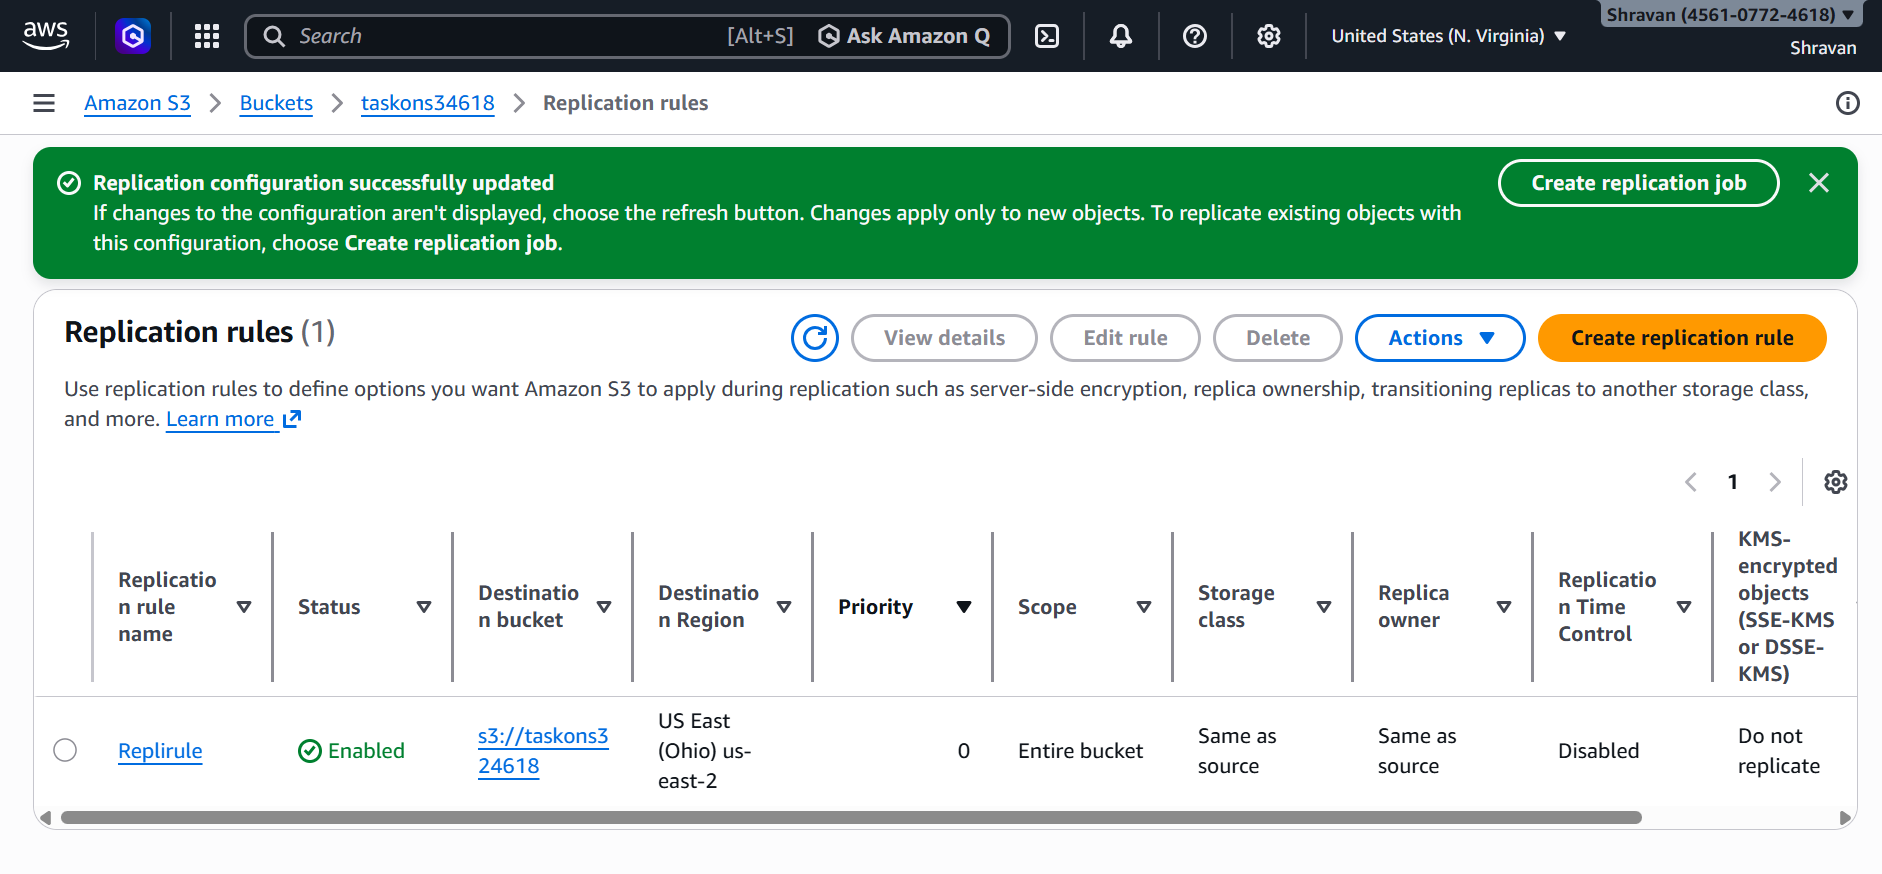 aws
Search
[Alt+S]
Ask Amazon Q
United States (N. Virginia)
Shravan (4561-0772-4618)
Shravan
Amazon S3
Buckets
taskons34618
Replication rules
Replication configuration successfully updated
If changes to the configuration aren't displayed, choose the refresh button. Changes apply only to new objects. To replicate existing objects with
this configuration, choose Create replication job.
Create replication job
Replication rules (1)
View details
Edit rule
Delete
Actions
Create replication rule
Use replication rules to define options you want Amazon S3 to apply during replication such as server-side encryption, replica ownership, transitioning replicas to another storage class,
and more. Learn more
1
Replicatio
n rule
name
Status
Destinatio
n bucket
Destinatio
n Region
Priority
Scope
Storage
class
Replica
owner
Replicatio
n Time
Control
KMS-
encrypted
objects
(SSE-KMS
or DSSE-
KMS)
Replirule
Enabled
s3://taskons3
24618
US East
(Ohio) us-
east-2
0
Entire bucket
Same as
source
Same as
source
Disabled
Do not
replicate